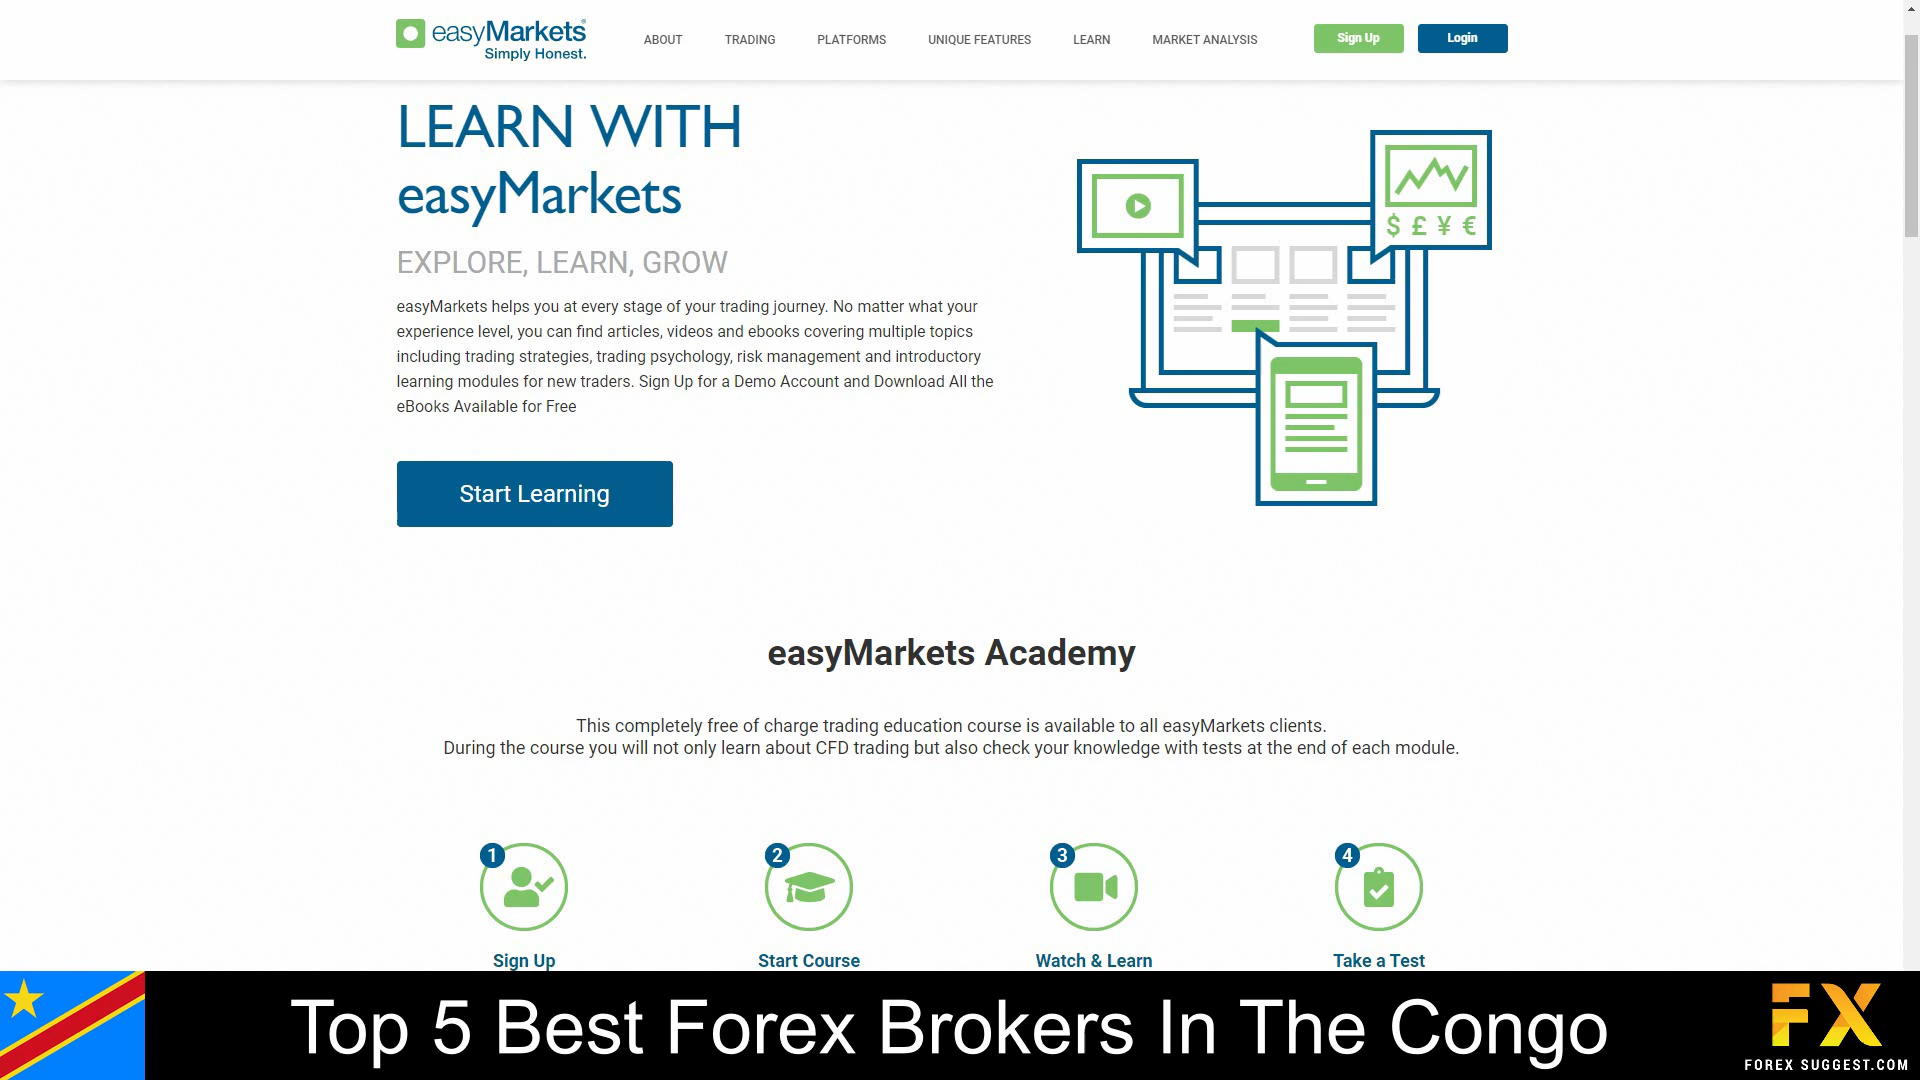 easyMarkets®
Simply Honest.
ABOUT
TRADING
PLATFORMS
UNIQUE FEATURES
LEARN
MARKET ANALYSIS
Sign Up
Login
LEARN WITH
easyMarkets
EXPLORE, LEARN, GROW
easyMarkets helps you at every stage of your trading journey. No matter what your
experience level, you can find articles, videos and ebooks covering multiple topics
including trading strategies, trading psychology, risk management and introductory
learning modules for new traders. Sign Up for a Demo Account and Download All the
eBooks Available for Free
Start Learning
$ £ ¥ €
easyMarkets Academy
This completely free of charge trading education course is available to all easyMarkets clients.
During the course you will not only learn about CFD trading but also check your knowledge with tests at the end of each module.
1
Sign Up
2
Start Course
3
Watch & Learn
4
Take a Test
Top 5 Best Forex Brokers In The Congo
FX
FOREX SUGGEST.COM